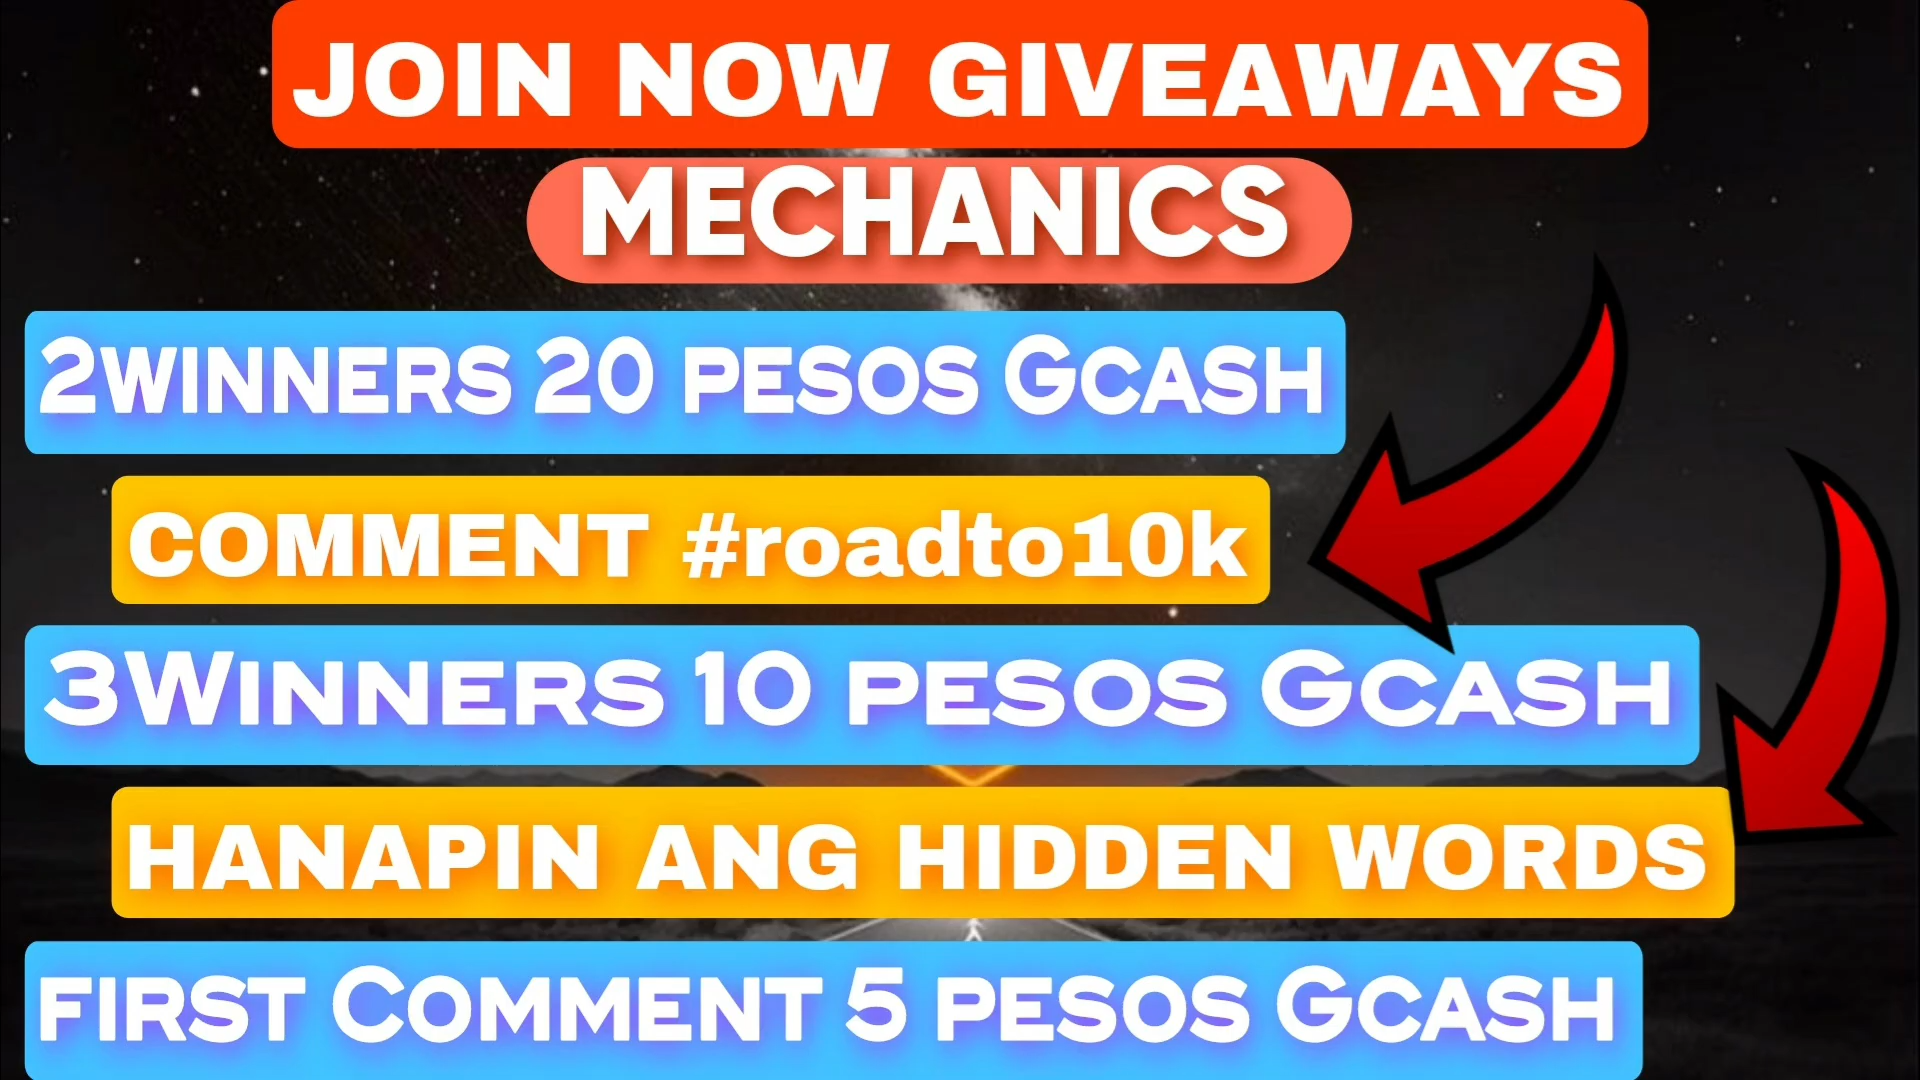 JOIN NOW GIVEAWAYS
MECHANICS
2WINNERS 20 PESOS GCASH
COMMENT #roadto10k
3WINNERS 10 PESOS GCASH
HANAPIN ANG HIDDEN WORDS
FIRST COMMENT 5 PESOS GCASH